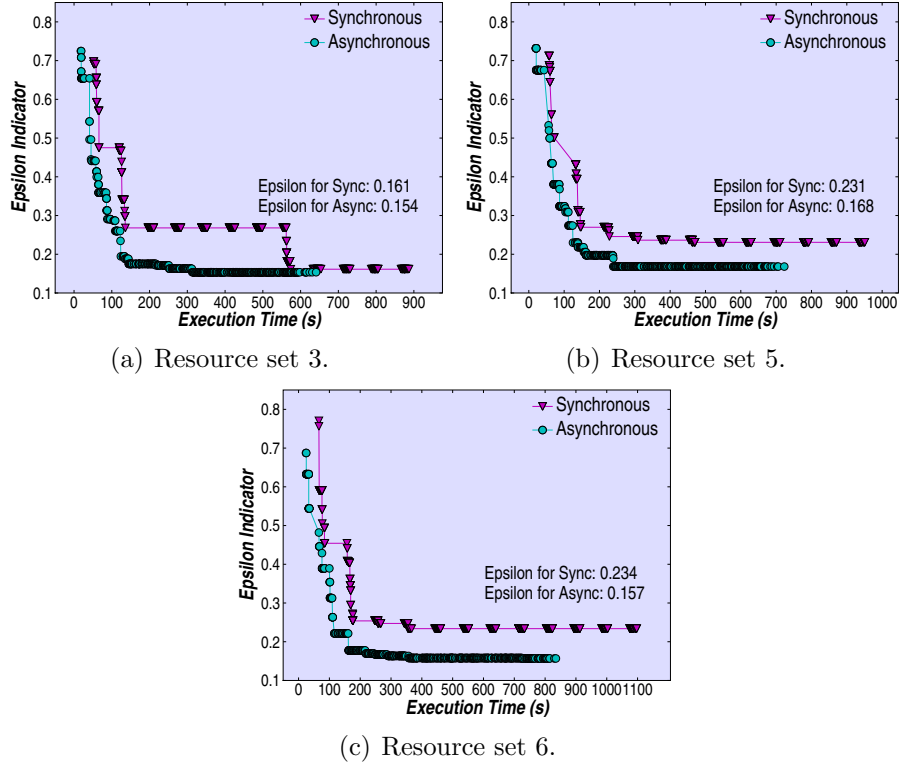 Synchronous
Asynchronous
Epsilon Indicator
0.8
0.7
0.6
0.5
0.4
0.3
0.2
0.1
Epsilon for Sync: 0.161
Epsilon for Async: 0.154
0 100 200 300 400 500 600 700 800 900
Execution Time (s)
(a) Resource set 3.
Synchronous
Asynchronous
Epsilon Indicator
0.8
0.7
0.6
0.5
0.4
0.3
0.2
0.1
Epsilon for Sync: 0.231
Epsilon for Async: 0.168
0 100 200 300 400 500 600 700 800 900 1000
Execution Time (s)
(b) Resource set 5.
Synchronous
Asynchronous
Epsilon Indicator
0.8
0.7
0.6
0.5
0.4
0.3
0.2
0.1
Epsilon for Sync: 0.234
Epsilon for Async: 0.157
0 100 200 300 400 500 600 700 800 900 1000 1100
Execution Time (s)
(c) Resource set 6.